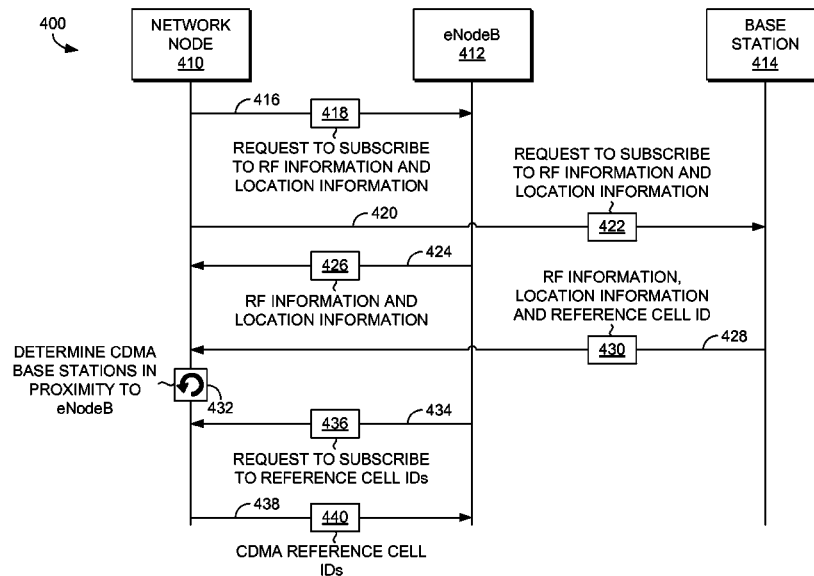 400
NETWORK
NODE
410
eNodeB
412
BASE
STATION
414
416
418
REQUEST TO SUBSCRIBE
TO RF INFORMATION AND
LOCATION INFORMATION
REQUEST TO SUBSCRIBE
TO RF INFORMATION AND
LOCATION INFORMATION
420
422
424
426
RF INFORMATION AND
LOCATION INFORMATION
RF INFORMATION,
LOCATION INFORMATION
AND REFERENCE CELL ID
428
430
DETERMINE CDMA
BASE STATIONS IN
PROXIMITY TO
eNodeB
432
434
436
REQUEST TO SUBSCRIBE
TO REFERENCE CELL IDs
438
440
CDMA REFERENCE CELL
IDs